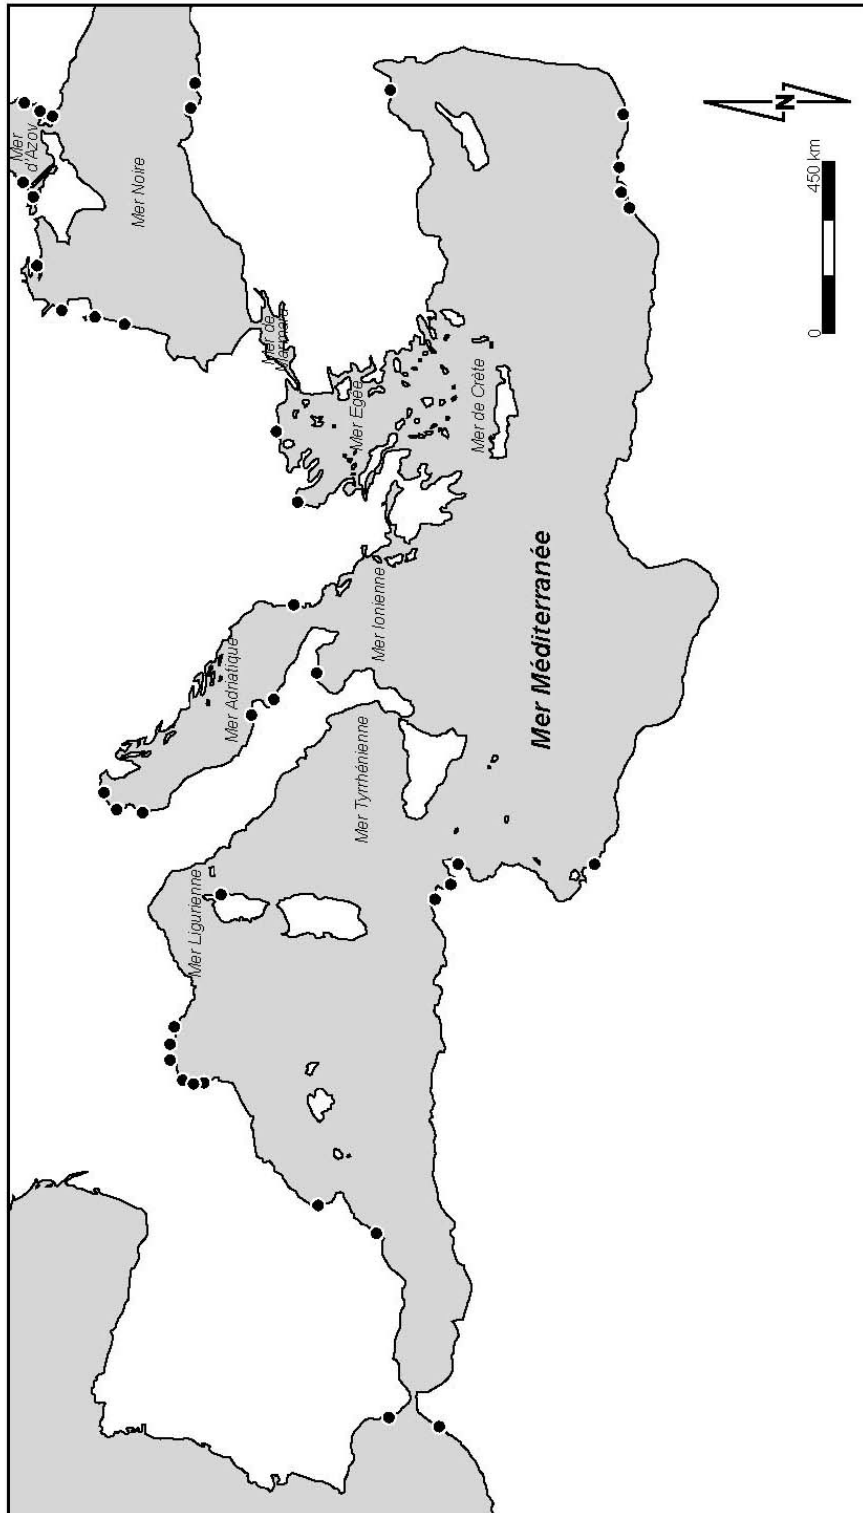 Mer
d'Azov
Mer Noire
Mer de
Marmara
Mer Egée
Mer de Crète
Mer Adriatique
Mer Ionienne
Mer Ligurienne
Mer Tyrrhénienne
Mer Méditerranée
N
0
450 km